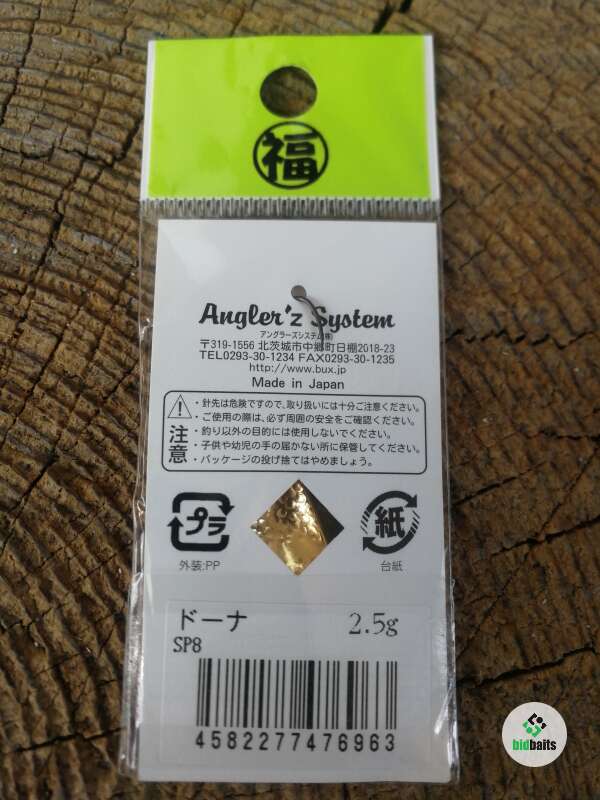 福
Angler'z System
アングラーズシステム(有)
〒319-1556 北茨城市中郷町日棚2018-23
TEL0293-30-1234 FAX0293-30-1235
http://www.bux.jp
Made in Japan
注意
・針先は危険ですので、取り扱いには十分ご注意ください。
・ご使用の際は、必ず周囲の安全をご確認ください。
・釣り以外の目的には使用しないでください。
・子供や幼児の手の届かない所に保管してください。
・パッケージの投げ捨てはやめましょう。
プラ
外装:PP
紙
台紙
ドーナ 2.5g
SP8
4582277476963
bidbaits